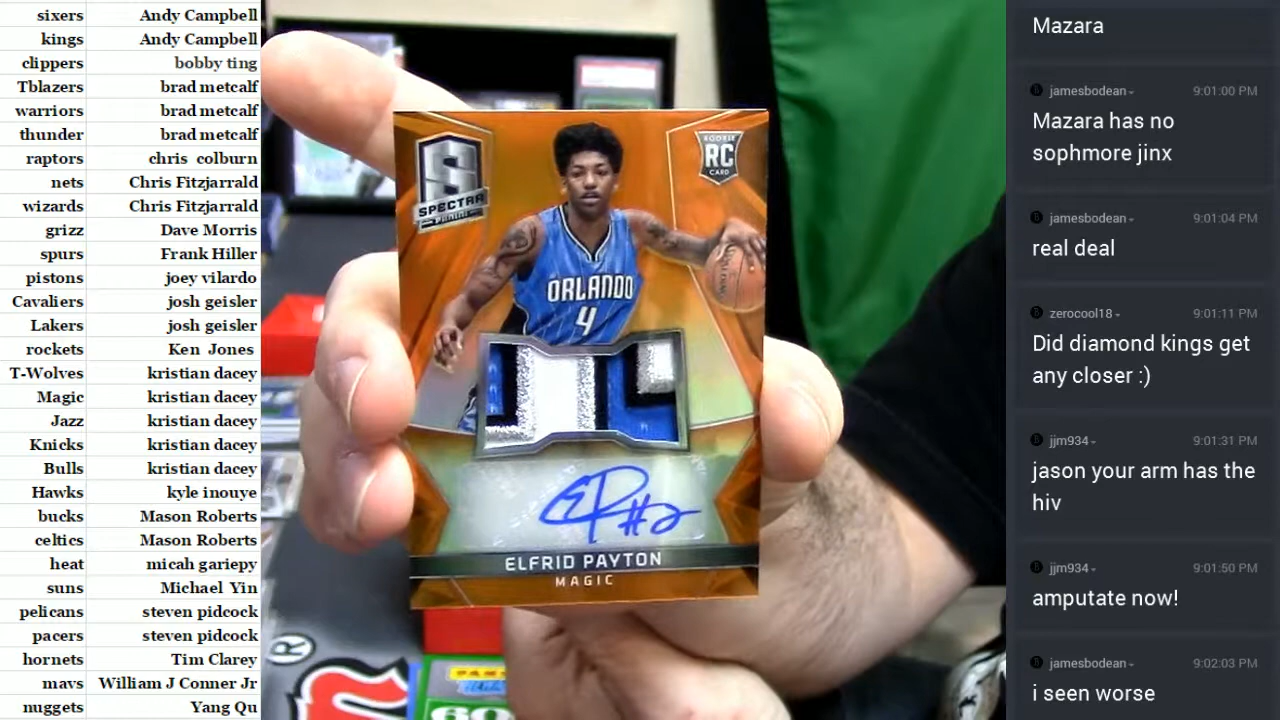 sixers Andy Campbell
kings Andy Campbell
clippers bobby ting
Tblazers brad metcalf
warriors brad metcalf
thunder brad metcalf
raptors chris colburn
nets Chris Fitzjarrald
wizards Chris Fitzjarrald
grizz Dave Morris
spurs Frank Hiller
pistons joey vilardo
Cavaliers josh geisler
Lakers josh geisler
rockets Ken Jones
T-Wolves kristian dacey
Magic kristian dacey
Jazz kristian dacey
Knicks kristian dacey
Bulls kristian dacey
Hawks kyle inouye
bucks Mason Roberts
celtics Mason Roberts
heat micah gariepy
suns Michael Yin
pelicans steven pidcock
pacers steven pidcock
hornets Tim Clarey
mavs William J Conner Jr
nuggets Yang Qu
S
SPECTRA
PANINI
ROOKIE
RC
CARD
ORLANDO
4
EP #2
ELFRID PAYTON
MAGIC
®
Mazara
jamesbodean 9:01:00 PM
Mazara has no
sophmore jinx
jamesbodean 9:01:04 PM
real deal
zerocool18 9:01:11 PM
Did diamond kings get
any closer :)
jjm934 9:01:31 PM
jason your arm has the
hiv
jjm934 9:01:50 PM
amputate now!
jamesbodean 9:02:03 PM
i seen worse